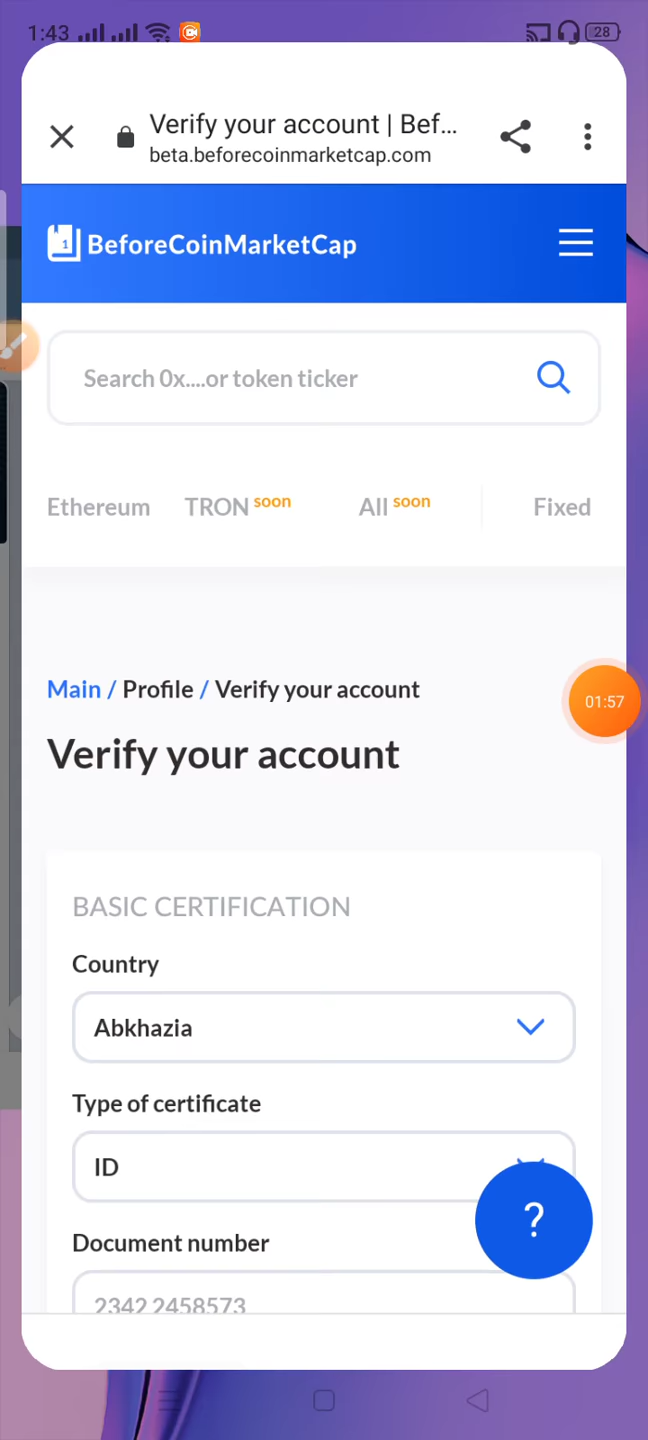 1:43
28
Verify your account | Bef...
beta.beforecoinmarketcap.com
1 BeforeCoinMarketCap
Search 0x....or token ticker
Ethereum TRON soon All soon Fixed
Main / Profile / Verify your account
01:57
Verify your account
BASIC CERTIFICATION
Country
Abkhazia
Type of certificate
ID
?
Document number
2342 2458573